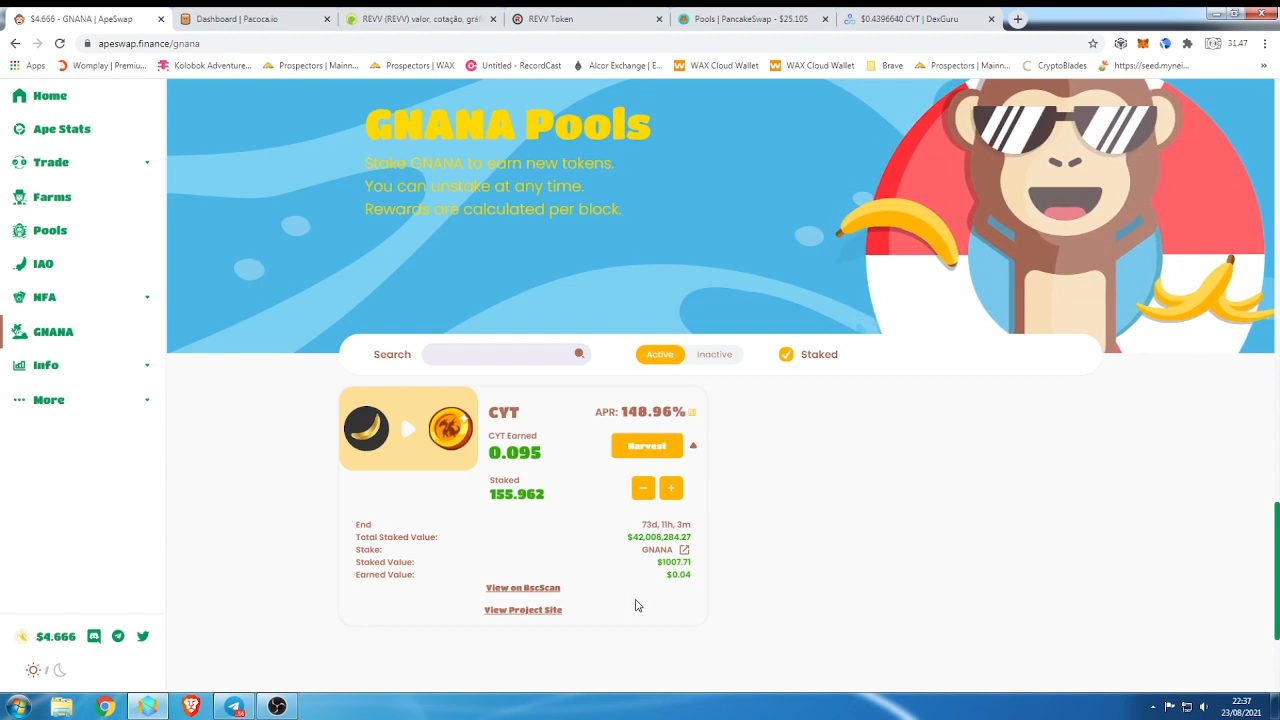 $4.666 - GNANA | ApeSwap
Dashboard | Pacoca.io
REVV (REVV) valor, cotação, gráfi
REVV Token
Pools | PancakeSwap - $25.105
$0.4396640 CYT | DexGuru
apeswap.finance/gnana
31.47
Apps
Womplay | Premium...
Kolobok Adventure...
Prospectors | Mainn...
Prospectors | WAX
Untitled - RecordCast
Alcor Exchange | E...
WAX Cloud Wallet
WAX Cloud Wallet
Brave
Prospectors | Mainn...
CryptoBlades
https://seed.mynei...
Home
Ape Stats
Trade
Farms
Pools
IAO
NFA
GNANA
Info
More
$4.666
GNANA Pools
Stake GNANA to earn new tokens.
You can unstake at any time.
Rewards are calculated per block.
Search
Active
Inactive
Staked
CYT
APR: 148.96%
CYT Earned
0.095
Harvest
Staked
155.962
End 73d, 11h, 3m
Total Staked Value: $42,006,284.27
Stake: GNANA
Staked Value: $1007.71
Earned Value: $0.04
View on BscScan
View Project Site
22:37
23/08/2021